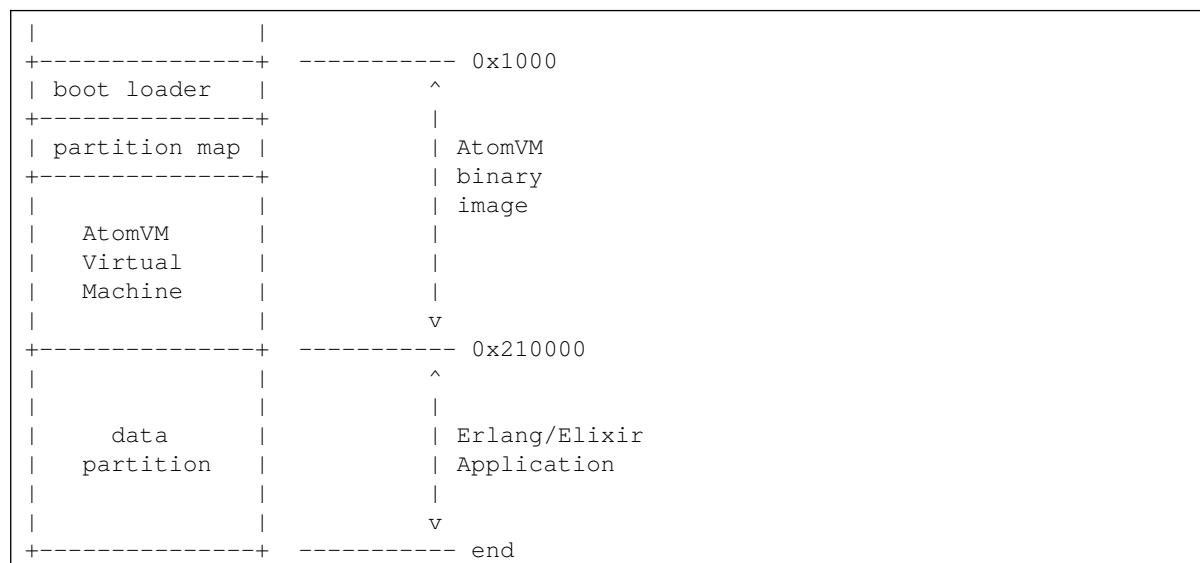 |               |
+---------------+  ----------- 0x1000
| boot loader   |          ^
+---------------+          |
| partition map |          | AtomVM
+---------------+          | binary
|               |          | image
|   AtomVM      |          |
|   Virtual     |          |
|   Machine     |          |
|               |          v
+---------------+  ----------- 0x210000
|               |          ^
|               |          |
|     data      |          | Erlang/Elixir
|   partition   |          | Application
|               |          |
|               |          v
+---------------+  ----------- end